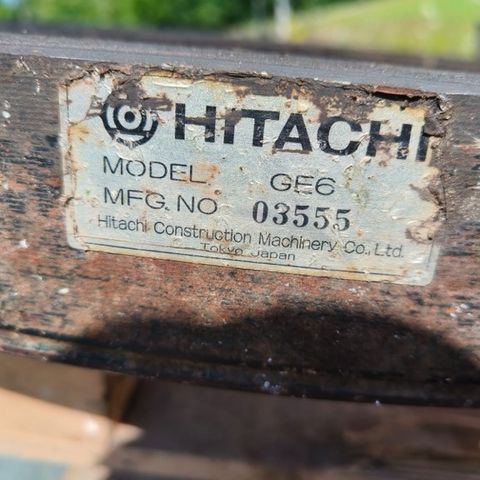 HITACHI
MODEL. GE6
MFG. NO 03555
Hitachi Construction Machinery Co., Ltd.
Tokyo Japan